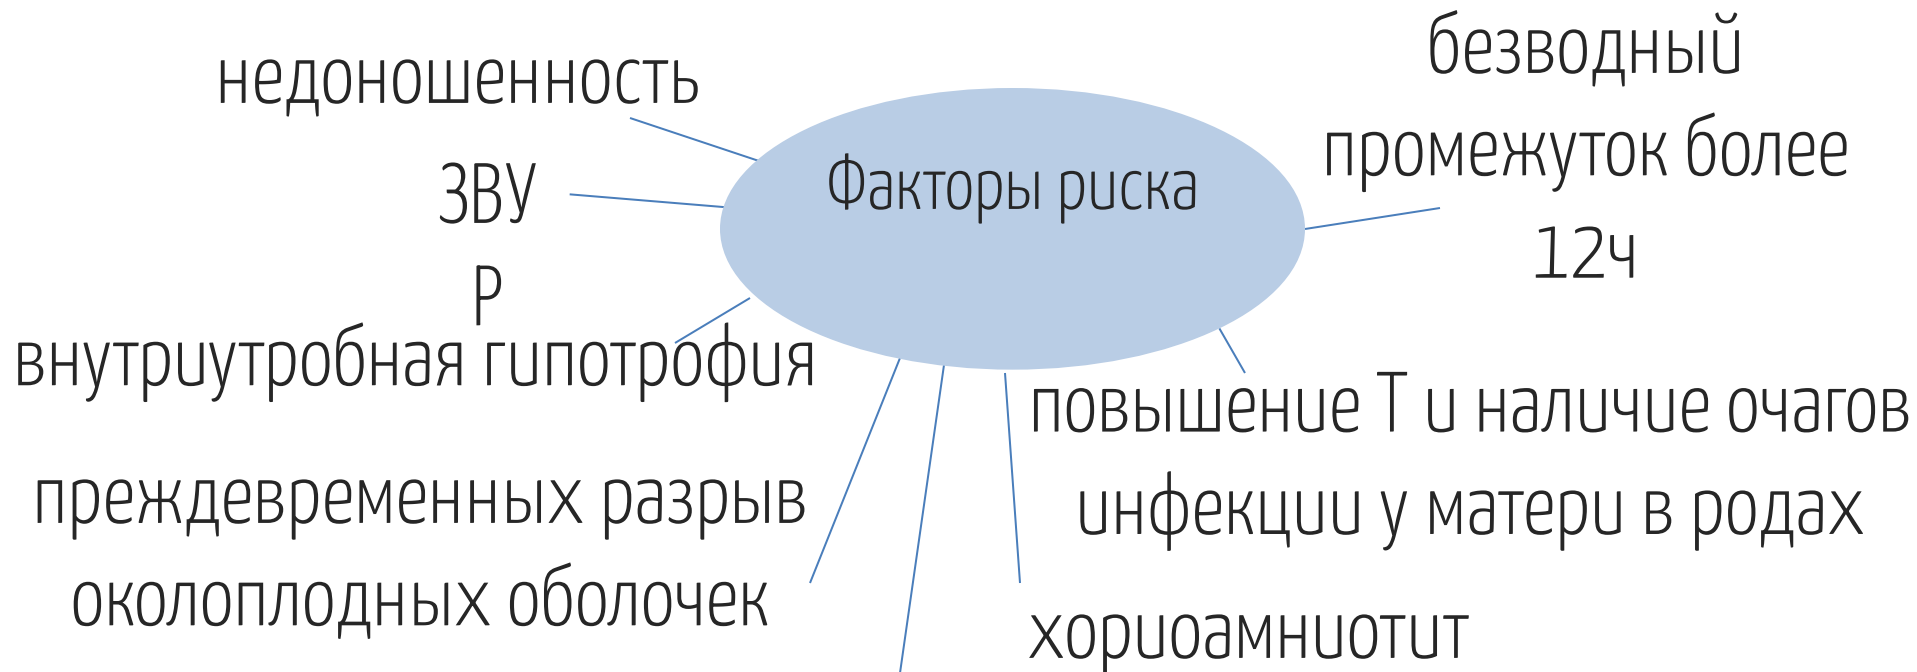 недоношенность
ЗВУ
Р
внутриутробная гипотрофия
преждевременных разрыв
околоплодных оболочек
Факторы риска
безводный
промежуток более
12ч
повышение Т и наличие очагов
инфекции у матери в родах
хориоамниотит